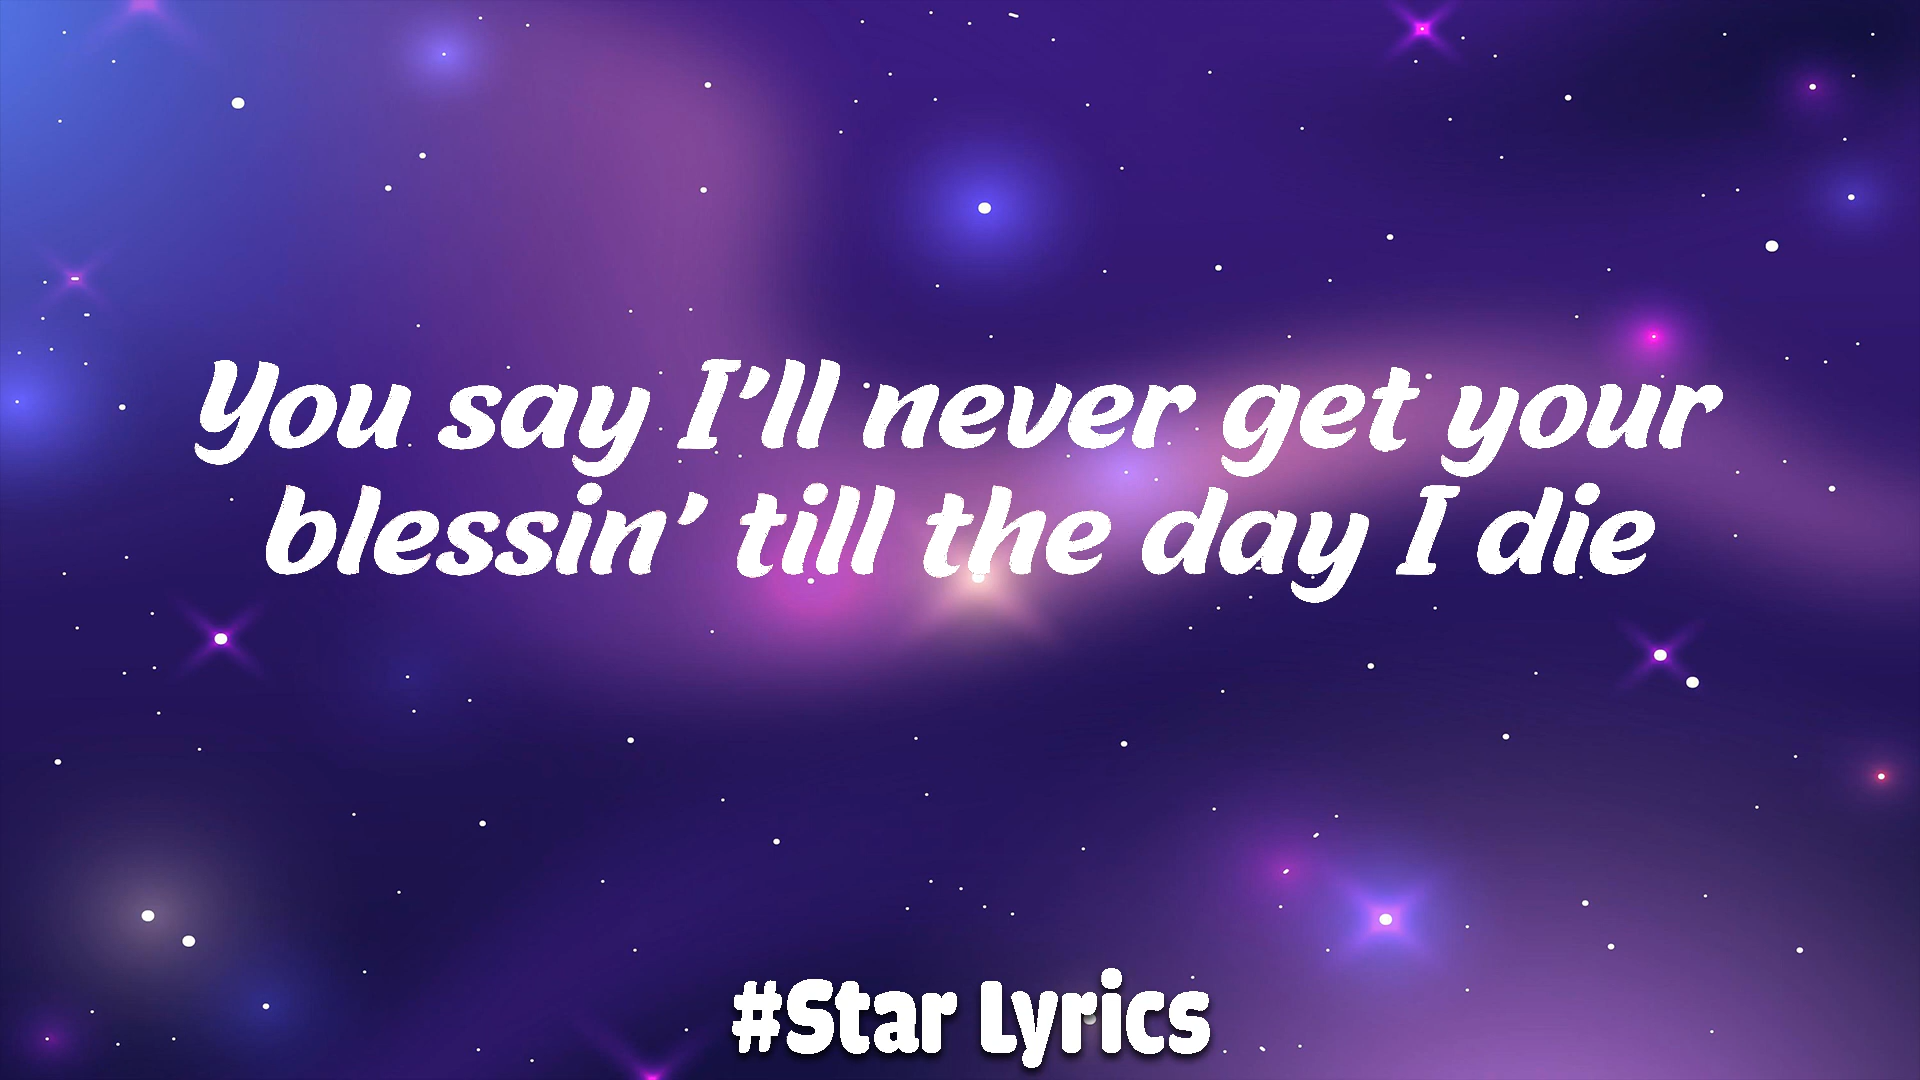 You say I'll never get your
blessin' till the day I die
#Star Lyrics